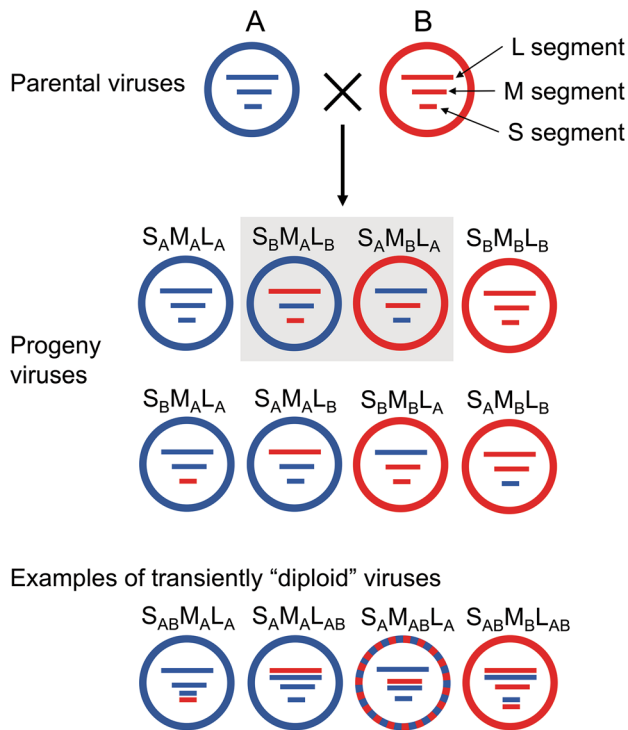 A B
L segment
Parental viruses
M segment
S segment
SAMALA SBMALB SAMBLA SBMBLB
Progeny
viruses
SBMALA SAMALB SBMBLA SAMBLB
Examples of transiently “diploid” viruses
SABMALA SAMALAB SAMABLA SABMBLAB